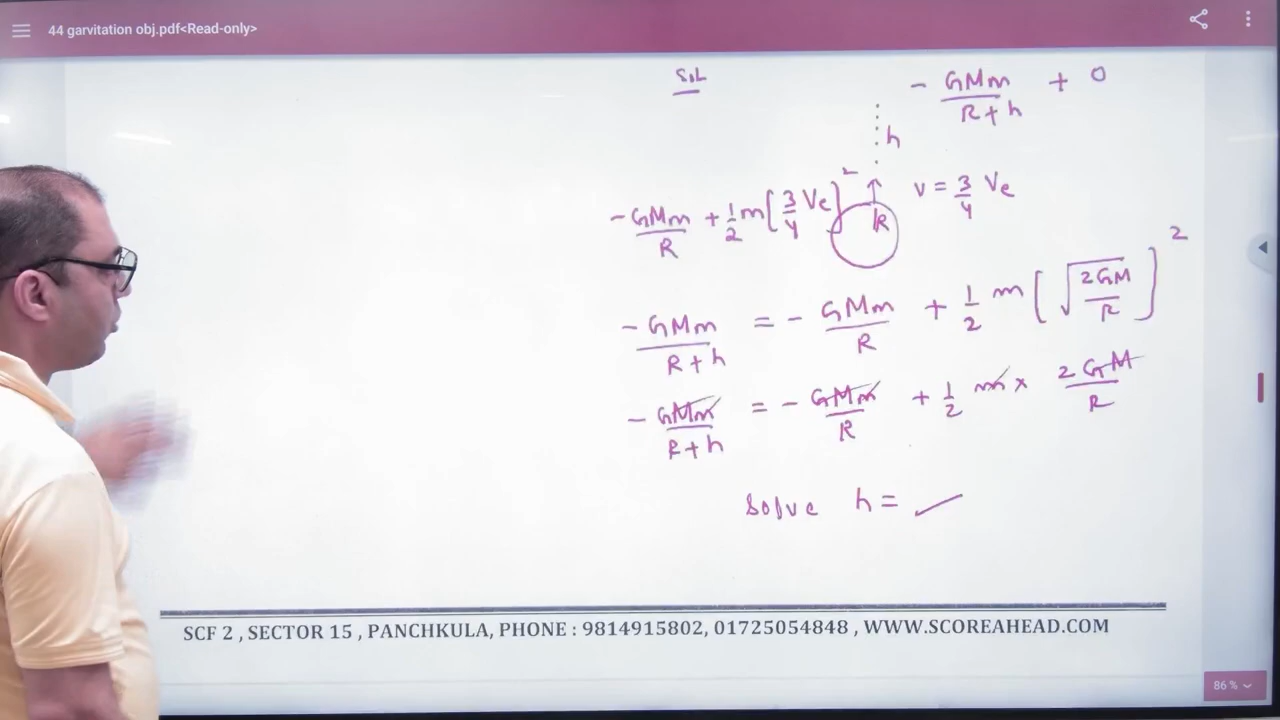 44 garvitation obj.pdf<Read-only>
Sol
- GMm/R+h + 0
h
-GMm/R + 1/2 m[3/4 Ve]²
R
v = 3/4 Ve
-GMm/R+h = - GMm/R + 1/2 m [√2GM/R]²
- GMm/R+h = - GMm/R + 1/2 m × 2GM/R
Solve h =
SCF 2 , SECTOR 15 , PANCHKULA, PHONE : 9814915802, 01725054848 , WWW.SCOREAHEAD.COM
86 %